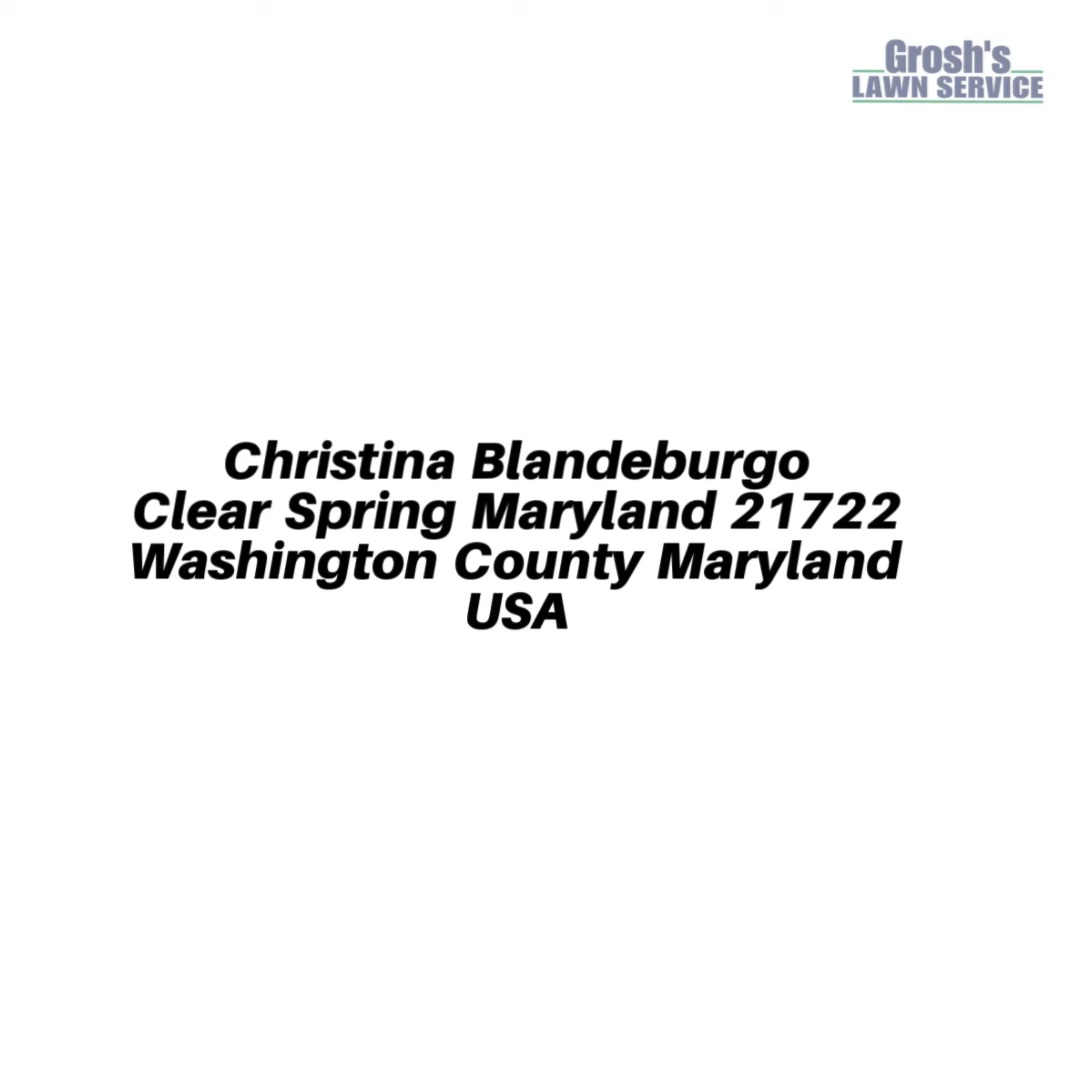 Grosh's
LAWN SERVICE
Christina Blandeburgo
Clear Spring Maryland 21722
Washington County Maryland
USA